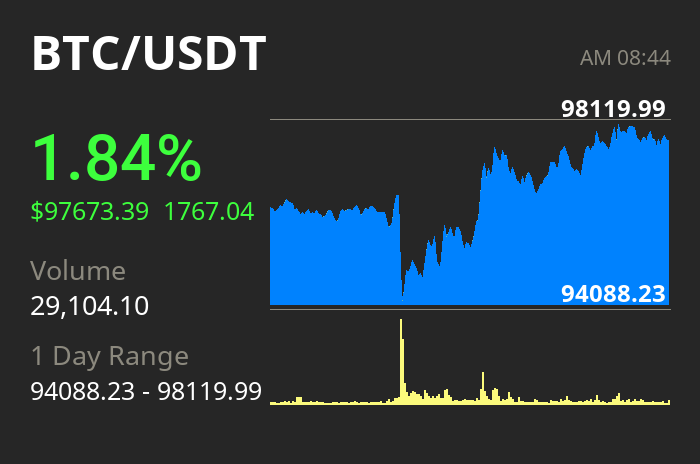 BTC/USDT
AM 08:44
98119.99
1.84%
$97673.39 1767.04
Volume
29,104.10
94088.23
1 Day Range
94088.23 - 98119.99